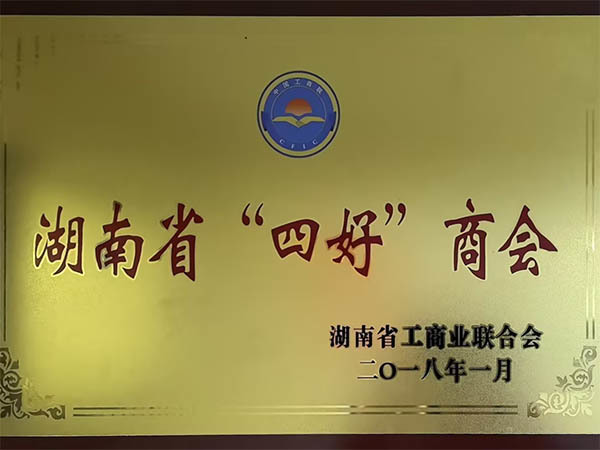 中国工商联
CFIC
湖南省“四好”商会
湖南省工商业联合会
二〇一八年一月